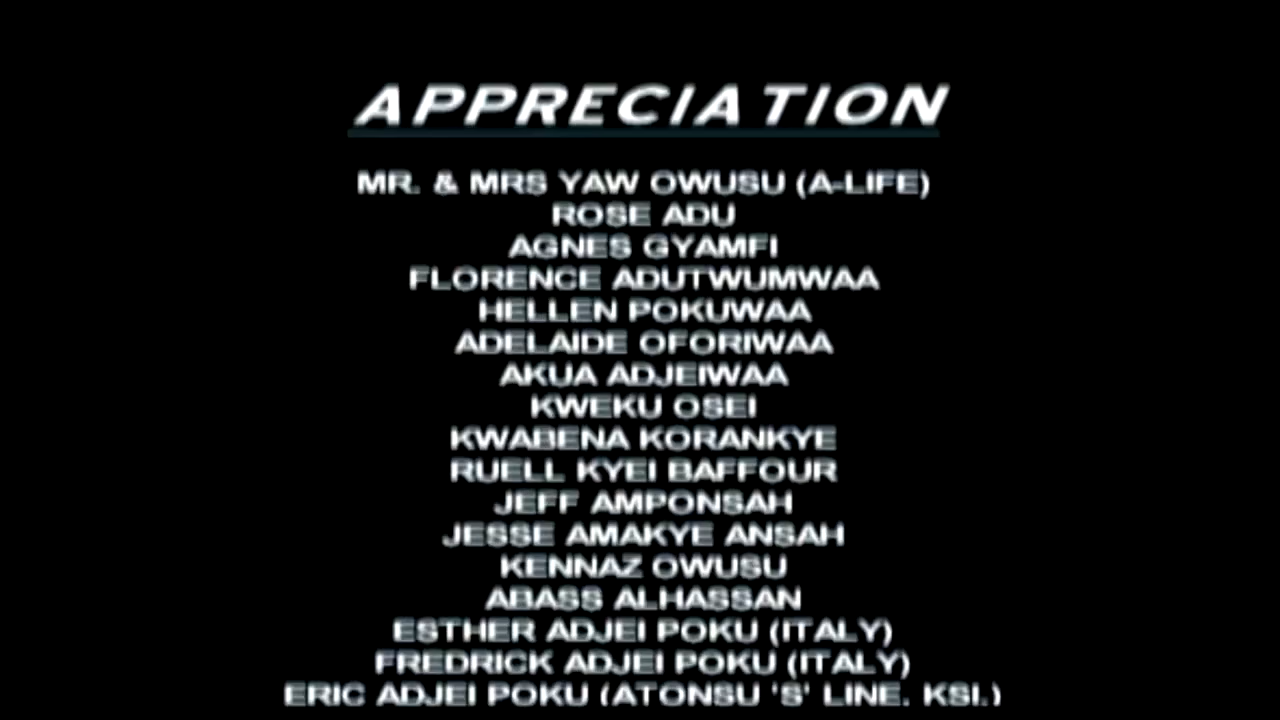 APPRECIATION
MR. & MRS YAW OWUSU (A-LIFE)
ROSE ADU
AGNES GYAMFI
FLORENCE ADUTWUMWAA
HELLEN POKUWAA
ADELAIDE OFORIWAA
AKUA ADJEIWAA
KWEKU OSEI
KWABENA KORANKYE
RUELL KYEI BAFFOUR
JEFF AMPONSAH
JESSE AMAKYE ANSAH
KENNAZ OWUSU
ABASS ALHASSAN
ESTHER ADJEI POKU (ITALY)
FREDRICK ADJEI POKU (ITALY)
ERIC ADJEI POKU (ATONSU 'S' LINE. KSI.)